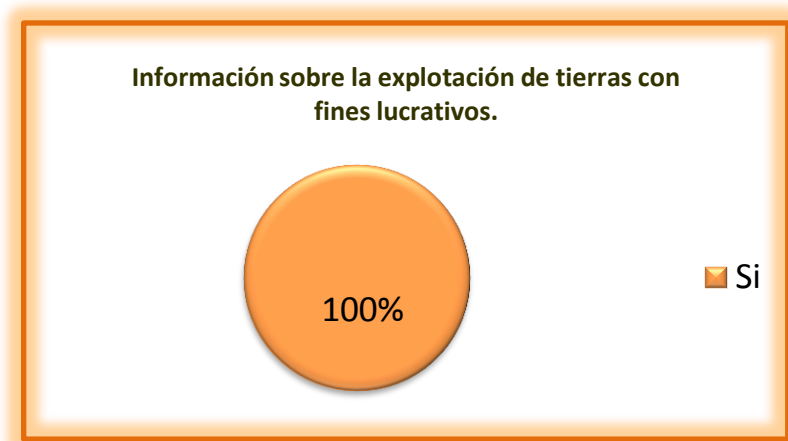 Información sobre la explotación de tierras con
fines lucrativos.
100%
Si